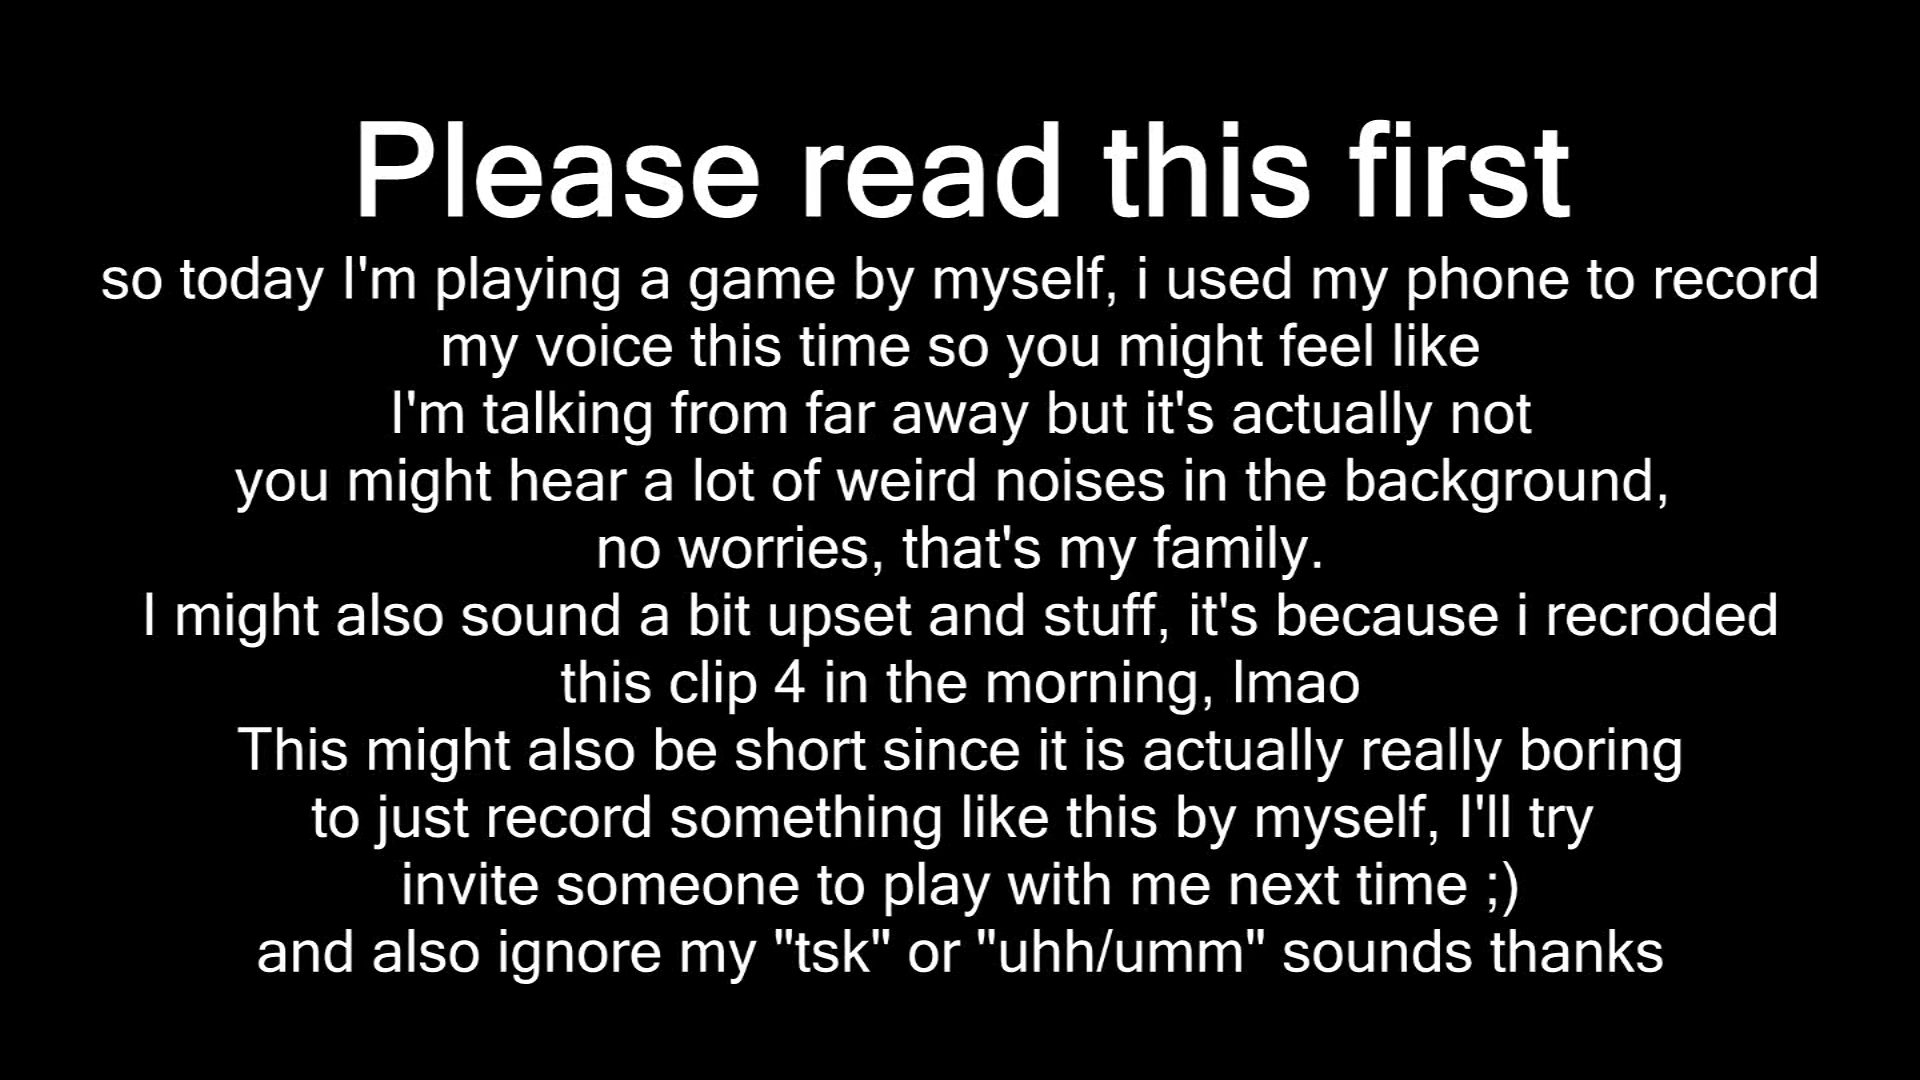 Please read this first
so today I'm playing a game by myself, i used my phone to record
my voice this time so you might feel like
I'm talking from far away but it's actually not
you might hear a lot of weird noises in the background,
no worries, that's my family.
I might also sound a bit upset and stuff, it's because i recroded
this clip 4 in the morning, lmao
This might also be short since it is actually really boring
to just record something like this by myself, I'll try
invite someone to play with me next time ;)
and also ignore my "tsk" or "uhh/umm" sounds thanks